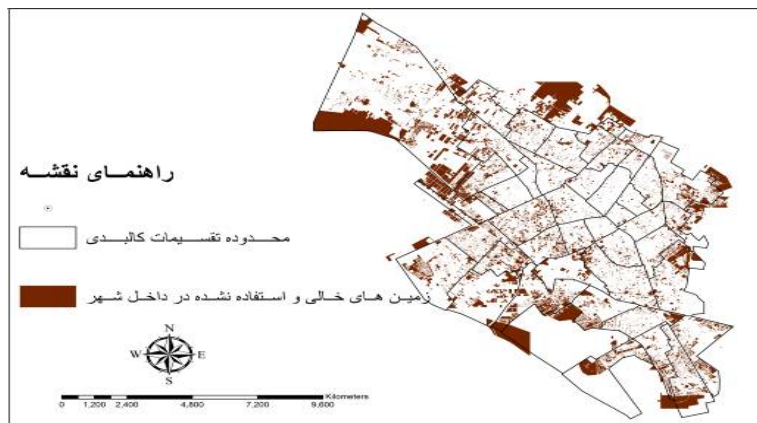 راهنمای نقشه
محدوده تقسیمات کالبدی
زمین های خالی و استفاده نشده در داخل شهر
N
W E
S
Kilometers
0 1,200 2,400 4,800 7,200 9,600